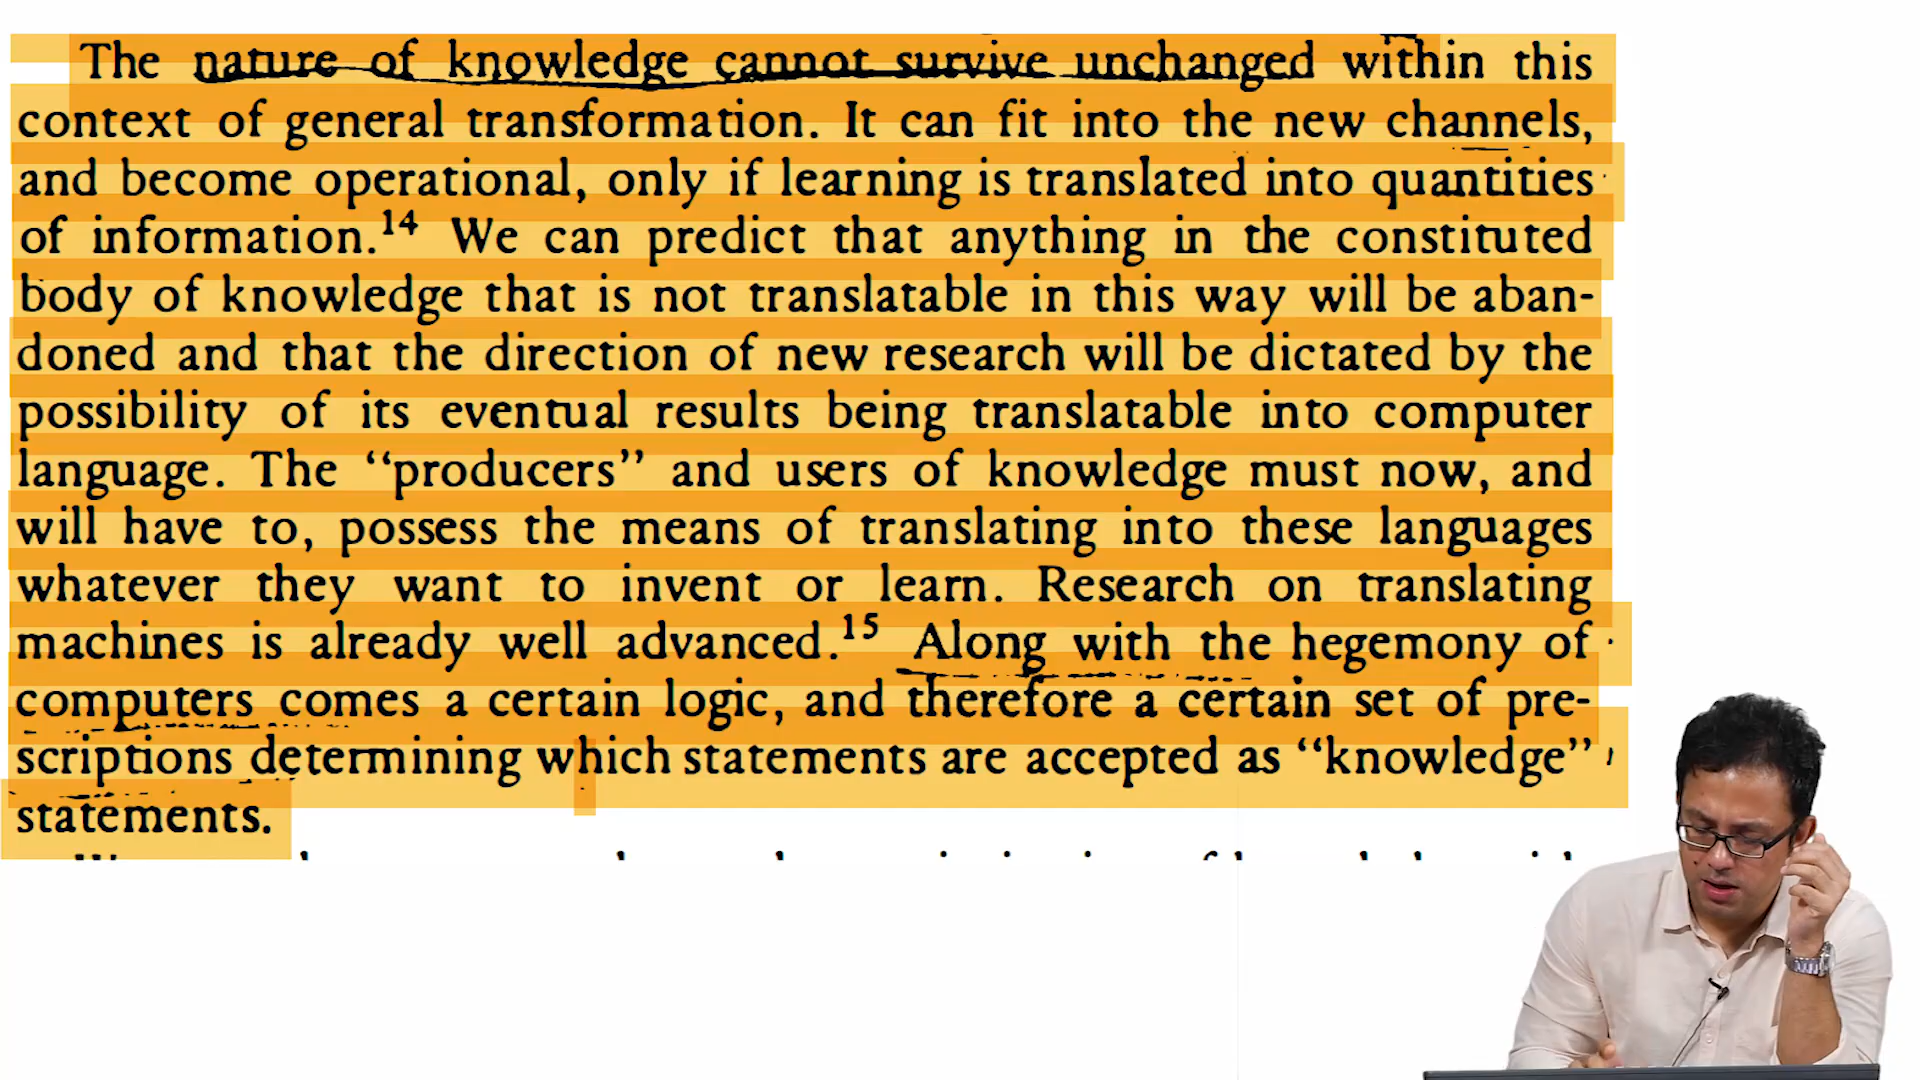 The nature of knowledge cannot survive unchanged within this
context of general transformation. It can fit into the new channels,
and become operational, only if learning is translated into quantities
of information.14 We can predict that anything in the constituted
body of knowledge that is not translatable in this way will be aban-
doned and that the direction of new research will be dictated by the
possibility of its eventual results being translatable into computer
language. The “producers” and users of knowledge must now, and
will have to, possess the means of translating into these languages
whatever they want to invent or learn. Research on translating
machines is already well advanced.15 Along with the hegemony of
computers comes a certain logic, and therefore a certain set of pre-
scriptions determining which statements are accepted as “knowledge”
statements.